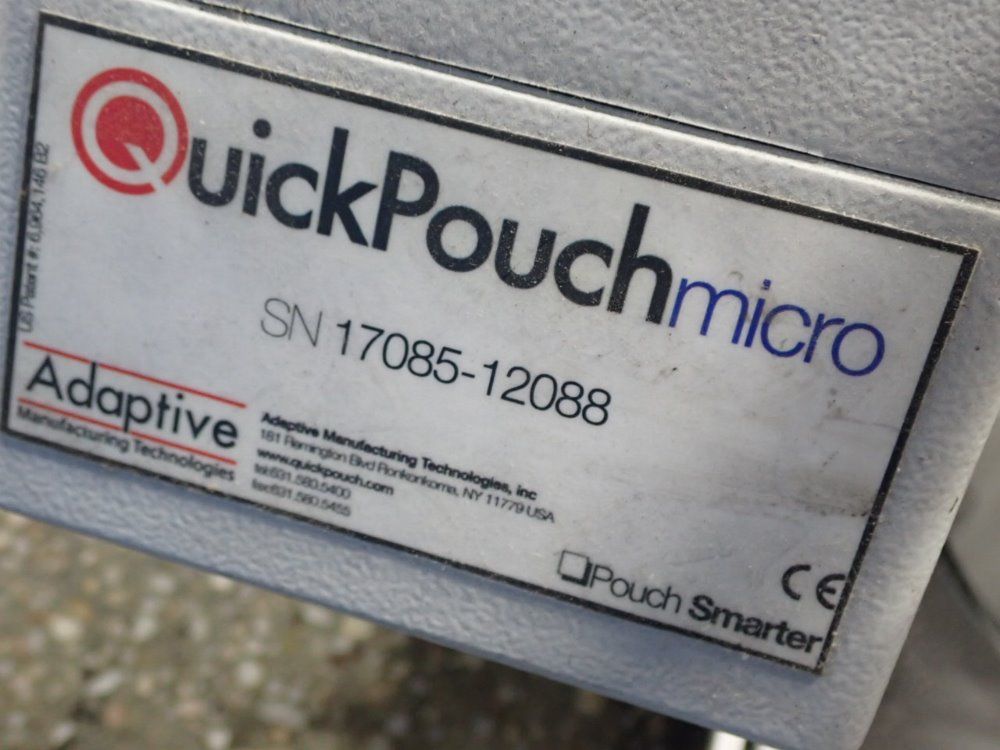 QuickPouchmicro
SN 17085-12088
US Patent #: 6,964,146 B2
Adaptive
Manufacturing Technologies
Adaptive Manufacturing Technologies, inc
161 Remington Blvd Ronkonkoma, NY 11779 USA
www.quickpouch.com
tel:631.580.5400
fax:631.580.5455
Pouch Smarter
CE